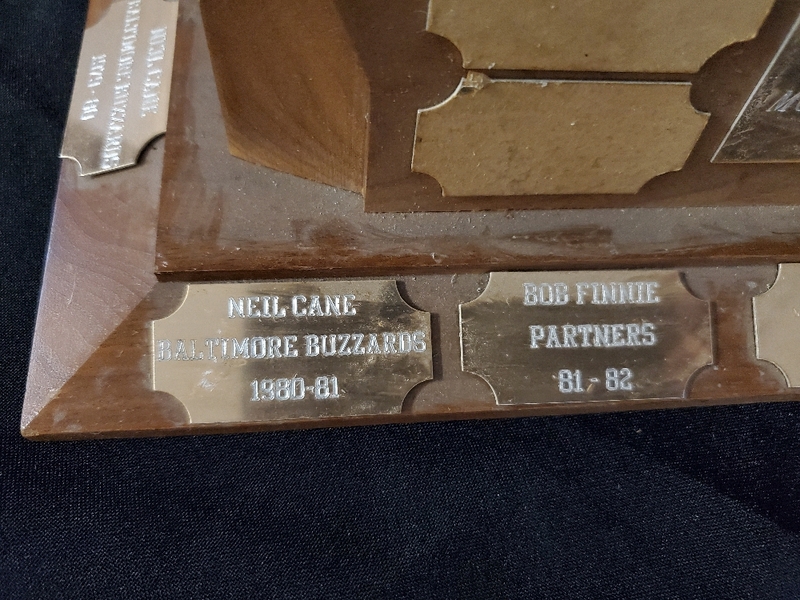 NEIL CANE
BALTIMORE BUZZARDS
1980-81
BOB FINNIE
PARTNERS
81-82